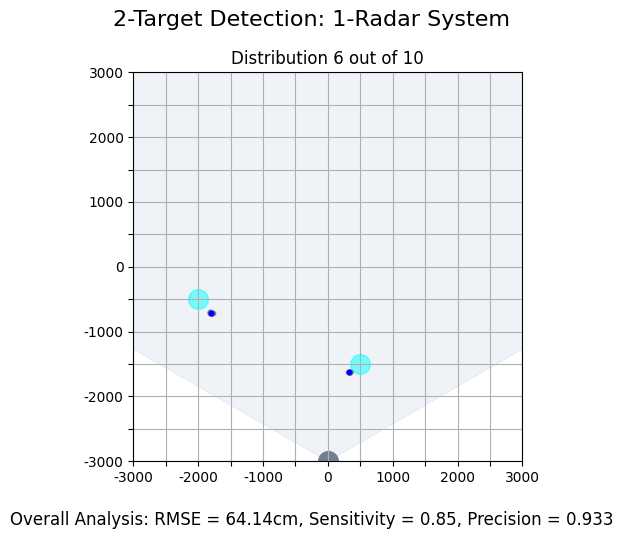 2-Target Detection: 1-Radar System
Distribution 6 out of 10
3000
2000
1000
0
-1000
-2000
-3000
-3000 -2000 -1000 0 1000 2000 3000
Overall Analysis: RMSE = 64.14cm, Sensitivity = 0.85, Precision = 0.933